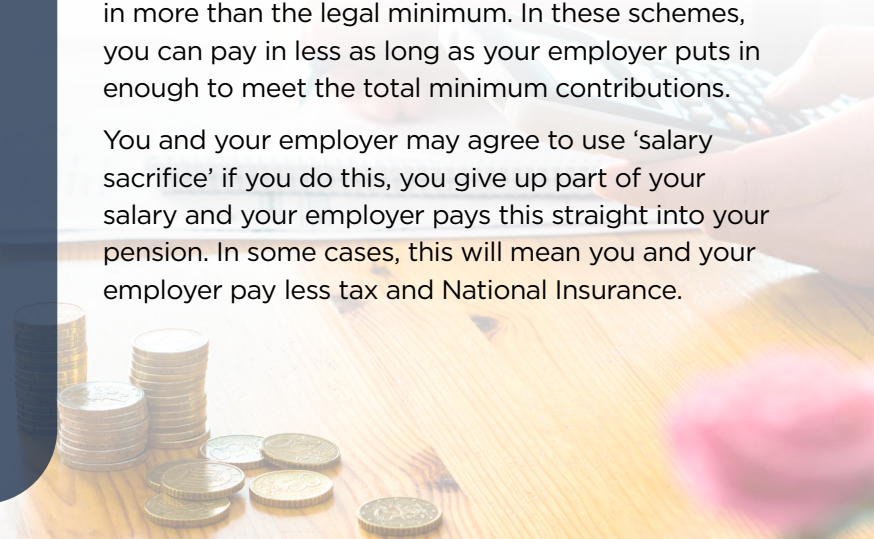 in more than the legal minimum. In these schemes,
you can pay in less as long as your employer puts in
enough to meet the total minimum contributions.
You and your employer may agree to use ‘salary
sacrifice’ if you do this, you give up part of your
salary and your employer pays this straight into your
pension. In some cases, this will mean you and your
employer pay less tax and National Insurance.